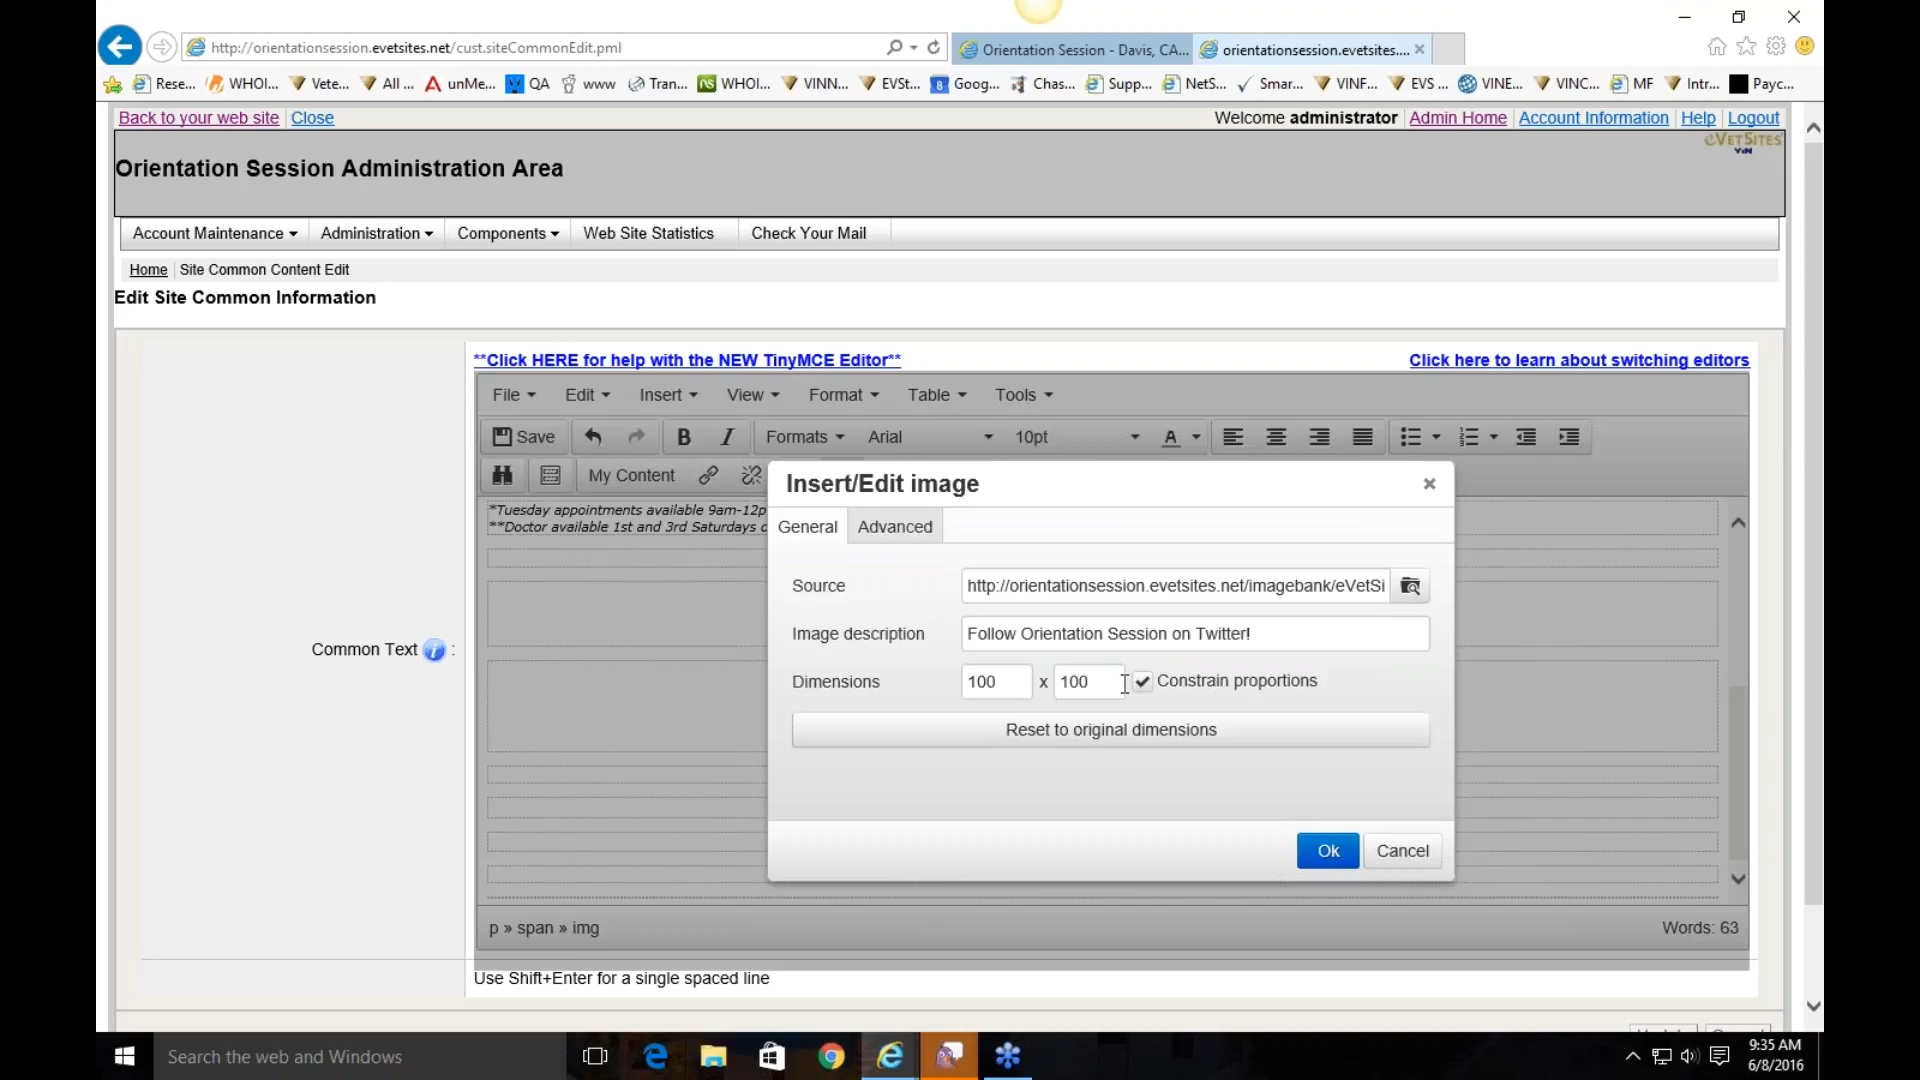 http://orientationsession.evetsites.net/cust.siteCommonEdit.pml
Orientation Session - Davis, CA...
orientationsession.evetsites....
Rese...
WHOI...
Vete...
All ...
unMe...
QA
www
Tran...
WHOI...
VINN...
EVSt...
Goog...
Chas...
Supp...
NetS...
Smar...
VINF...
EVS ...
VINE...
VINC...
MF
Intr...
Payc...
Back to your web site
Close
Welcome administrator
Admin Home
Account Information
Help
Logout
eVETSITES
VIN
Orientation Session Administration Area
Account Maintenance
Administration
Components
Web Site Statistics
Check Your Mail
Home
Site Common Content Edit
Edit Site Common Information
**Click HERE for help with the NEW TinyMCE Editor**
Click here to learn about switching editors
File
Edit
Insert
View
Format
Table
Tools
Save
B
I
Formats
Arial
10pt
A
My Content
*Tuesday appointments available 9am-12p
**Doctor available 1st and 3rd Saturdays
Insert/Edit image
General
Advanced
Source
http://orientationsession.evetsites.net/imagebank/eVetSi
Image description
Follow Orientation Session on Twitter!
Dimensions
100 x 100
Constrain proportions
Reset to original dimensions
Ok
Cancel
Common Text :
p » span » img
Words: 63
Use Shift+Enter for a single spaced line
Search the web and Windows
9:35 AM
6/8/2016